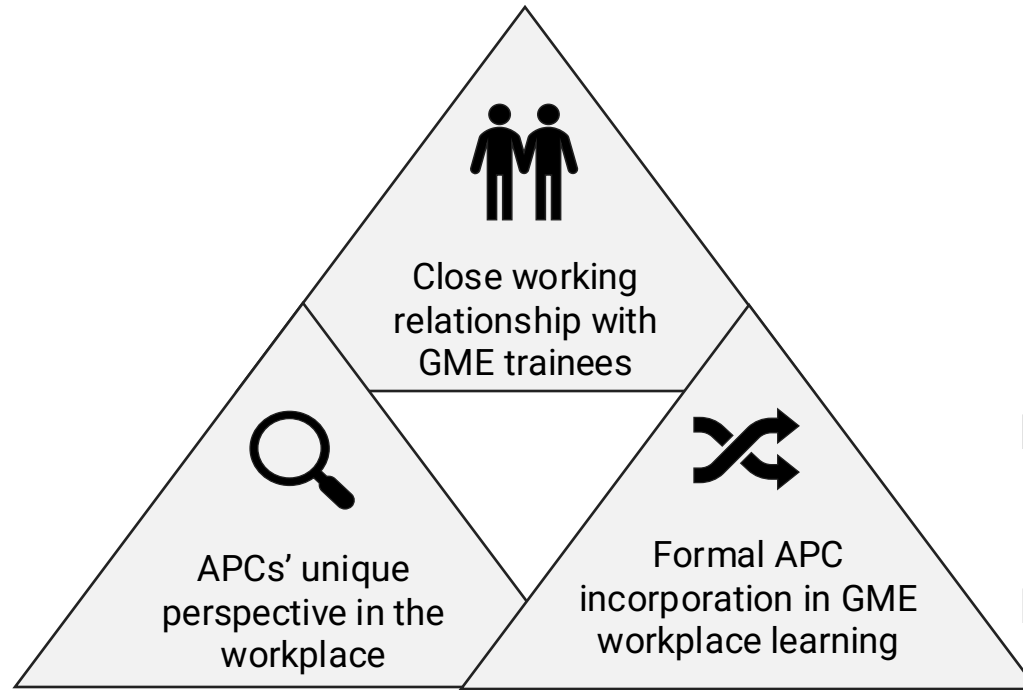 Close working
relationship with
GME trainees
APCs’ unique
perspective in the
workplace
Formal APC
incorporation in GME
workplace learning